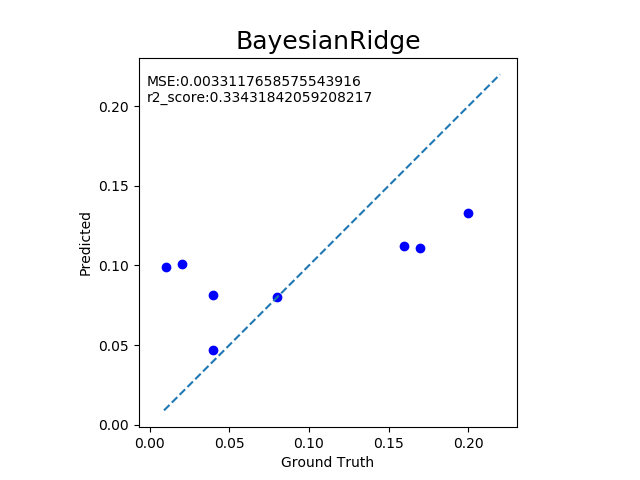 BayesianRidge
MSE:0.0033117658575543916
r2_score:0.33431842059208217
0.20
0.15
0.10
0.05
0.00
Predicted
0.00 0.05 0.10 0.15 0.20
Ground Truth